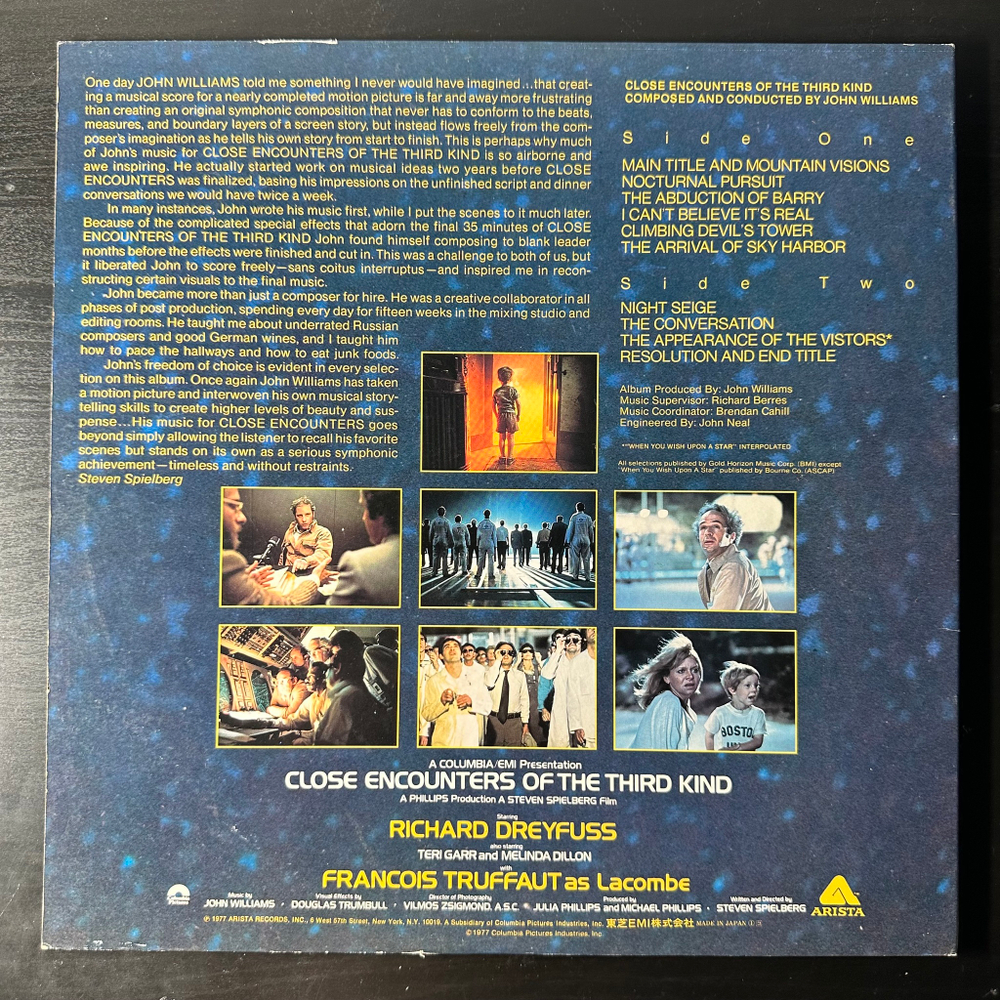 One day JOHN WILLIAMS told me something I never would have imagined...that creat-
ing a musical score for a nearly completed motion picture is far and away more frustrating
than creating an original symphonic composition that never has to conform to the beats,
measures, and boundary layers of a screen story, but instead flows freely from the com-
poser's imagination as he tells his own story from start to finish. This is perhaps why much
of John's music for CLOSE ENCOUNTERS OF THE THIRD KIND is so airborne and
awe inspiring. He actually started work on musical ideas two years before CLOSE
ENCOUNTERS was finalized, basing his impressions on the unfinished script and dinner
conversations we would have twice a week.
In many instances, John wrote his music first, while I put the scenes to it much later.
Because of the complicated special effects that adorn the final 35 minutes of CLOSE
ENCOUNTERS OF THE THIRD KIND John found himself composing to blank leader
months before the effects were finished and cut in. This was a challenge to both of us, but
it liberated John to score freely—sans coitus interruptus—and inspired me in recon-
structing certain visuals to the final music.
John became more than just a composer for hire. He was a creative collaborator in all
phases of post production, spending every day for fifteen weeks in the mixing studio and
editing rooms. He taught me about underrated Russian
composers and good German wines, and I taught him
how to pace the hallways and how to eat junk foods.
John's freedom of choice is evident in every selec-
tion on this album. Once again John Williams has taken
a motion picture and interwoven his own musical story-
telling skills to create higher levels of beauty and sus-
pense...His music for CLOSE ENCOUNTERS goes
beyond simply allowing the listener to recall his favorite
scenes but stands on its own as a serious symphonic
achievement—timeless and without restraints.
Steven Spielberg
CLOSE ENCOUNTERS OF THE THIRD KIND
COMPOSED AND CONDUCTED BY JOHN WILLIAMS
Side One
MAIN TITLE AND MOUNTAIN VISIONS
NOCTURNAL PURSUIT
THE ABDUCTION OF BARRY
I CAN'T BELIEVE IT'S REAL
CLIMBING DEVIL'S TOWER
THE ARRIVAL OF SKY HARBOR
Side Two
NIGHT SEIGE
THE CONVERSATION
THE APPEARANCE OF THE VISTORS*
RESOLUTION AND END TITLE
Album Produced By: John Williams
Music Supervisor: Richard Berres
Music Coordinator: Brendan Cahill
Engineered By: John Neal
*"WHEN YOU WISH UPON A STAR" INTERPOLATED
All selections published by Gold Horizon Music Corp. (BMI) except
"When You Wish Upon A Star" published by Bourne Co. (ASCAP)
BOSTO
A COLUMBIA/EMI Presentation
CLOSE ENCOUNTERS OF THE THIRD KIND
A PHILLIPS Production A STEVEN SPIELBERG Film
Starring
RICHARD DREYFUSS
also starring
TERI GARR and MELINDA DILLON
with
FRANCOIS TRUFFAUT as Lacombe
Columbia Pictures
Music by JOHN WILLIAMS · Visual Effects by DOUGLAS TRUMBULL · Director of Photography VILMOS ZSIGMOND, A.S.C. · Produced by JULIA PHILLIPS and MICHAEL PHILLIPS · Written and Directed by STEVEN SPIELBERG
ARISTA
℗ 1977 ARISTA RECORDS, INC., 6 West 57th Street, New York, N.Y. 10019. A Subsidiary of Columbia Pictures Industries, Inc. 東芝EMI株式会社 MADE IN JAPAN
©1977 Columbia Pictures Industries, Inc.